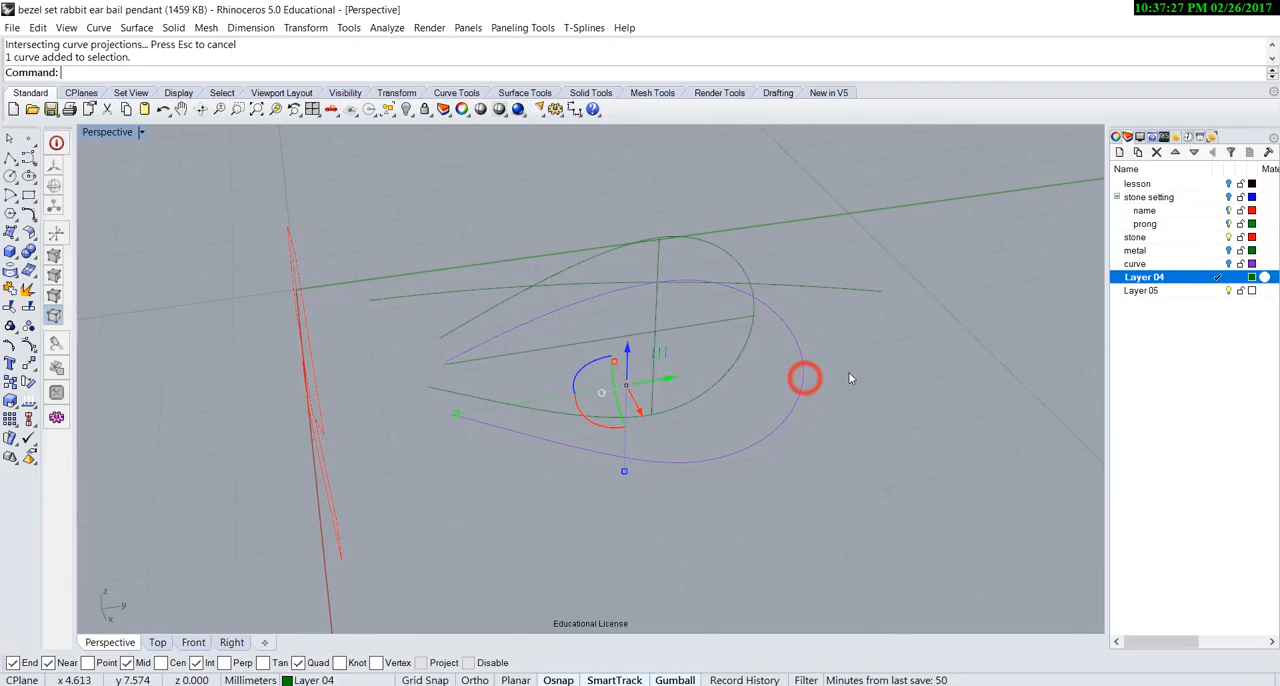 bezel set rabbit ear bail pendant (1459 KB) - Rhinoceros 5.0 Educational - [Perspective]
10:37:27 PM 02/26/2017
File Edit View Curve Surface Solid Mesh Dimension Transform Tools Analyze Render Panels Paneling Tools T-Splines Help
Intersecting curve projections... Press Esc to cancel
1 curve added to selection.
Command:
Standard CPlanes Set View Display Select Viewport Layout Visibility Transform Curve Tools Surface Tools Solid Tools Mesh Tools Render Tools Drafting New in V5
Perspective
Name Mate
lesson
stone setting
name
prong
stone
metal
curve
Layer 04
Layer 05
z
y
x
Educational License
Perspective Top Front Right
End Near Point Mid Cen Int Perp Tan Quad Knot Vertex Project Disable
CPlane x 4.613 y 7.574 z 0.000 Millimeters Layer 04 Grid Snap Ortho Planar Osnap SmartTrack Gumball Record History Filter Minutes from last save: 50